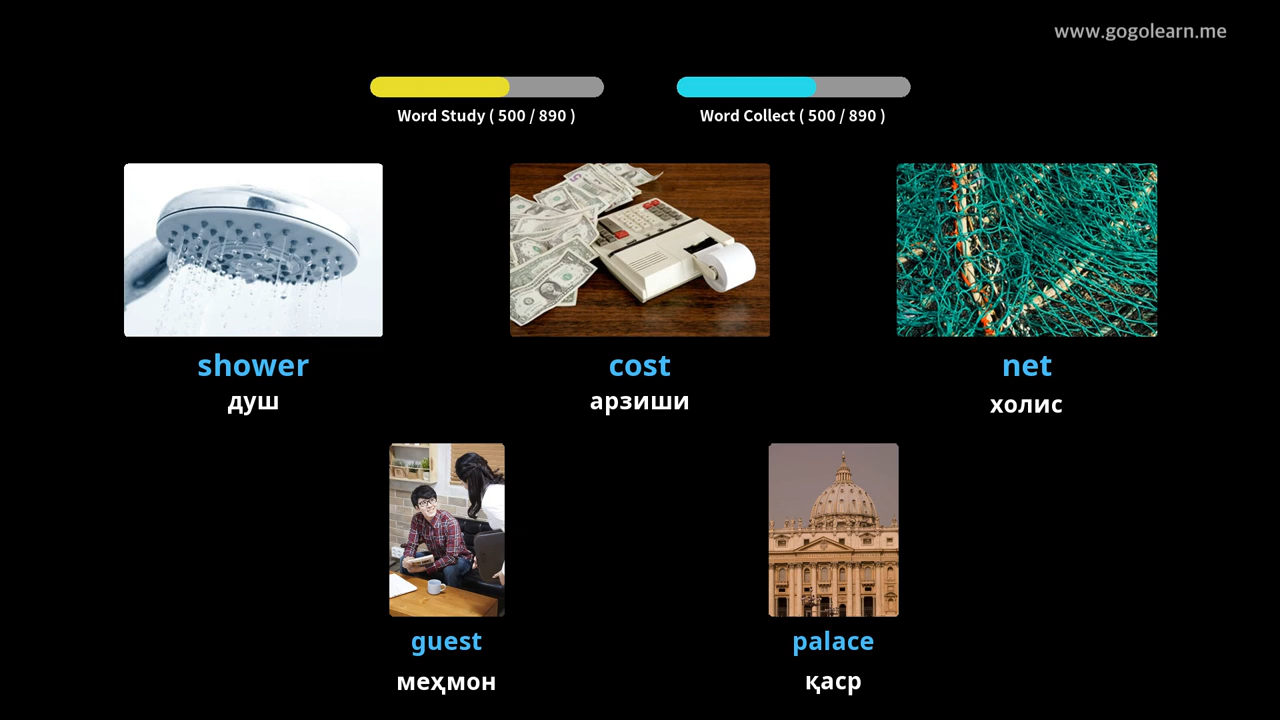 www.gogolearn.me
Word Study ( 500 / 890 )
Word Collect ( 500 / 890 )
shower
cost
net
душ
арзиши
холис
guest
palace
меҳмон
қаср